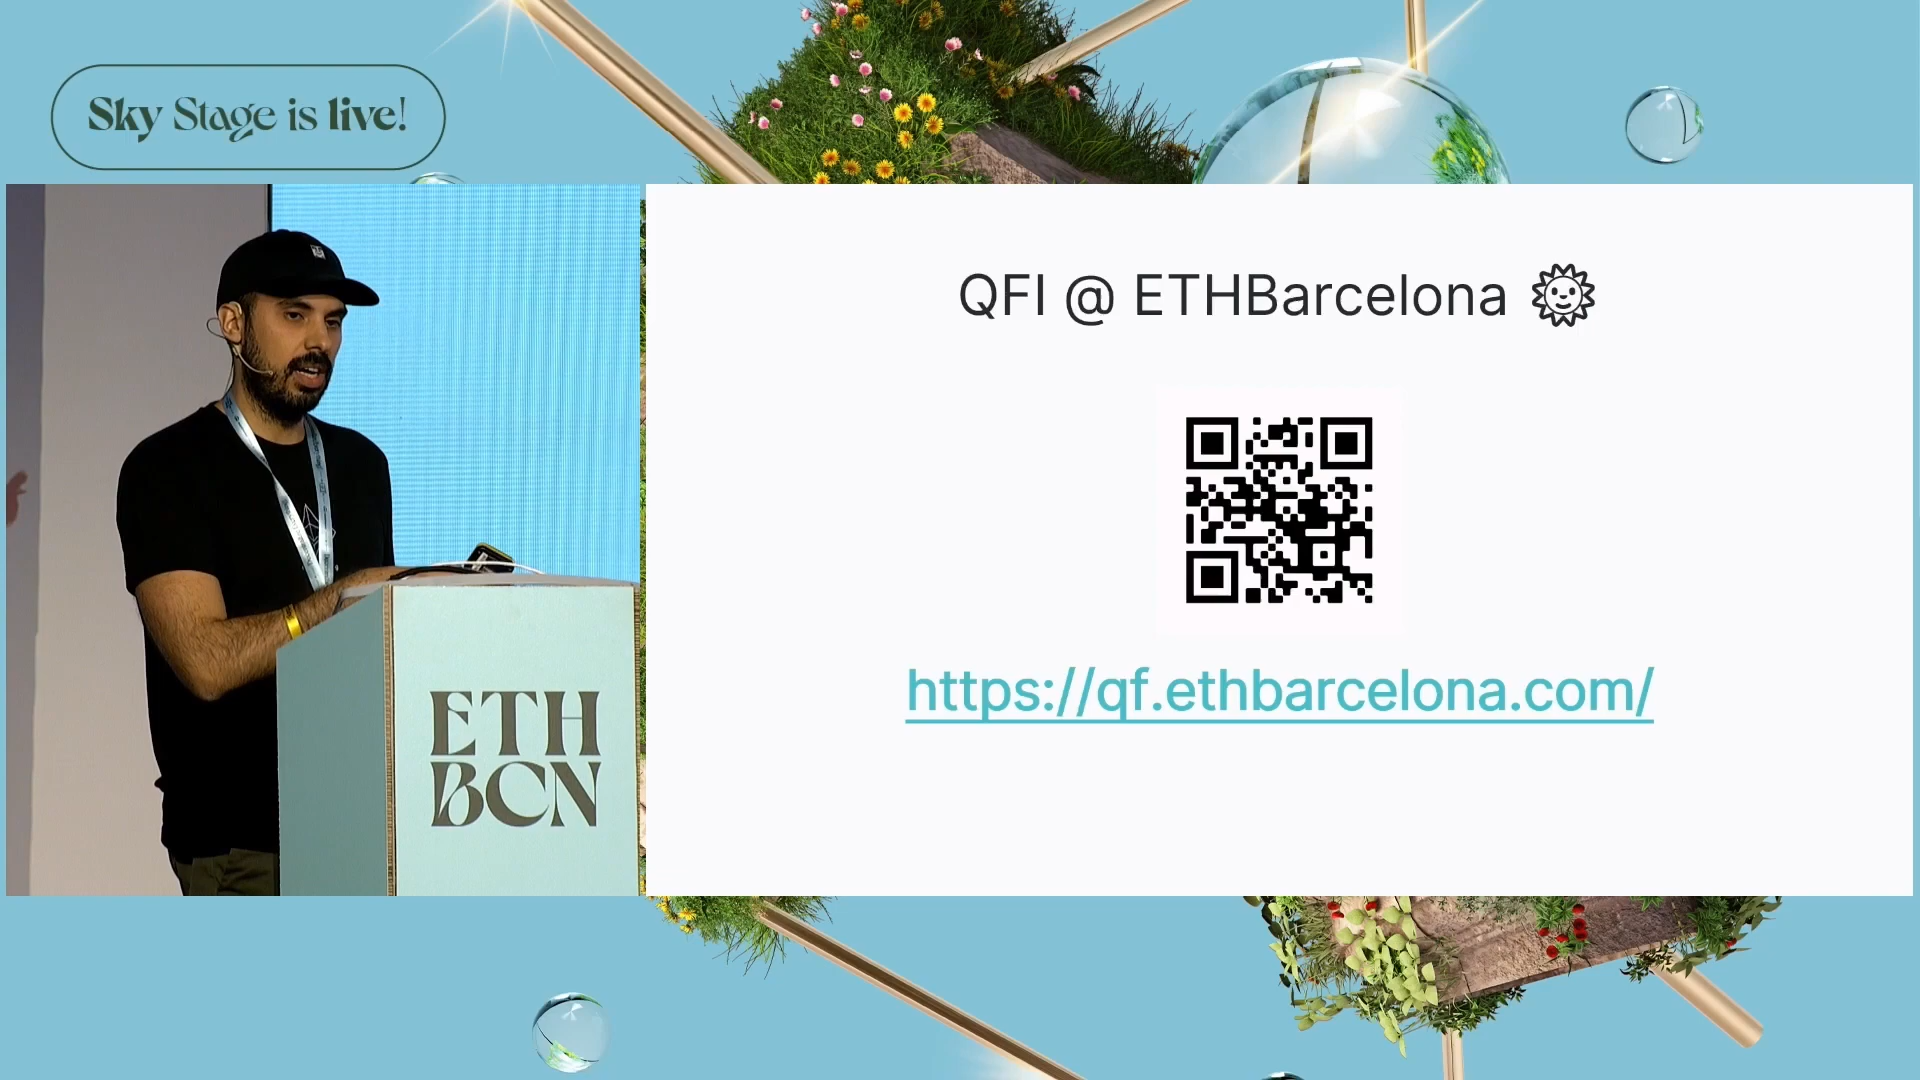 Sky Stage is live!
QFI @ ETHBarcelona
https://qf.ethbarcelona.com/
ETH
BCN